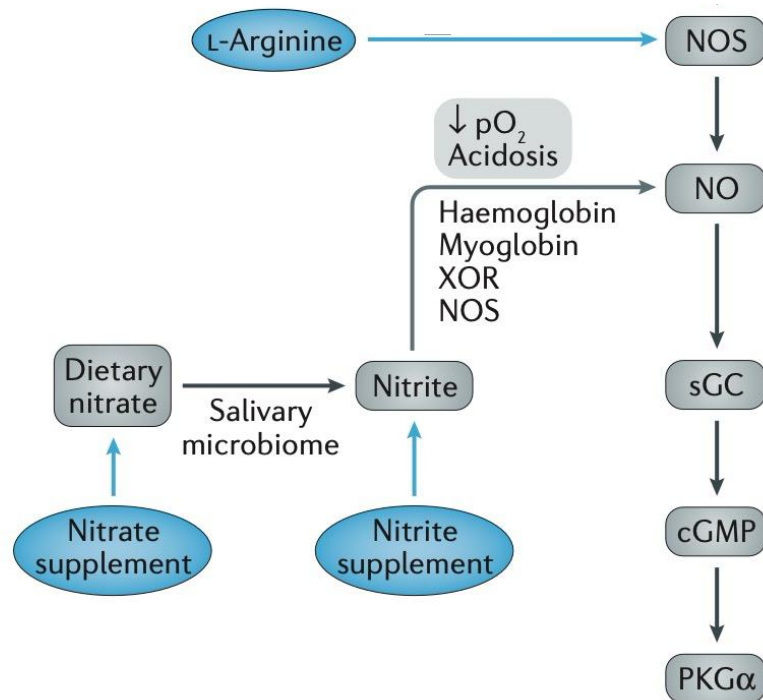 L-Arginine
NOS
↓ pO₂
Acidosis
NO
Haemoglobin
Myoglobin
XOR
NOS
Dietary
nitrate
Salivary
microbiome
Nitrite
sGC
Nitrate
supplement
Nitrite
supplement
cGMP
PKGα